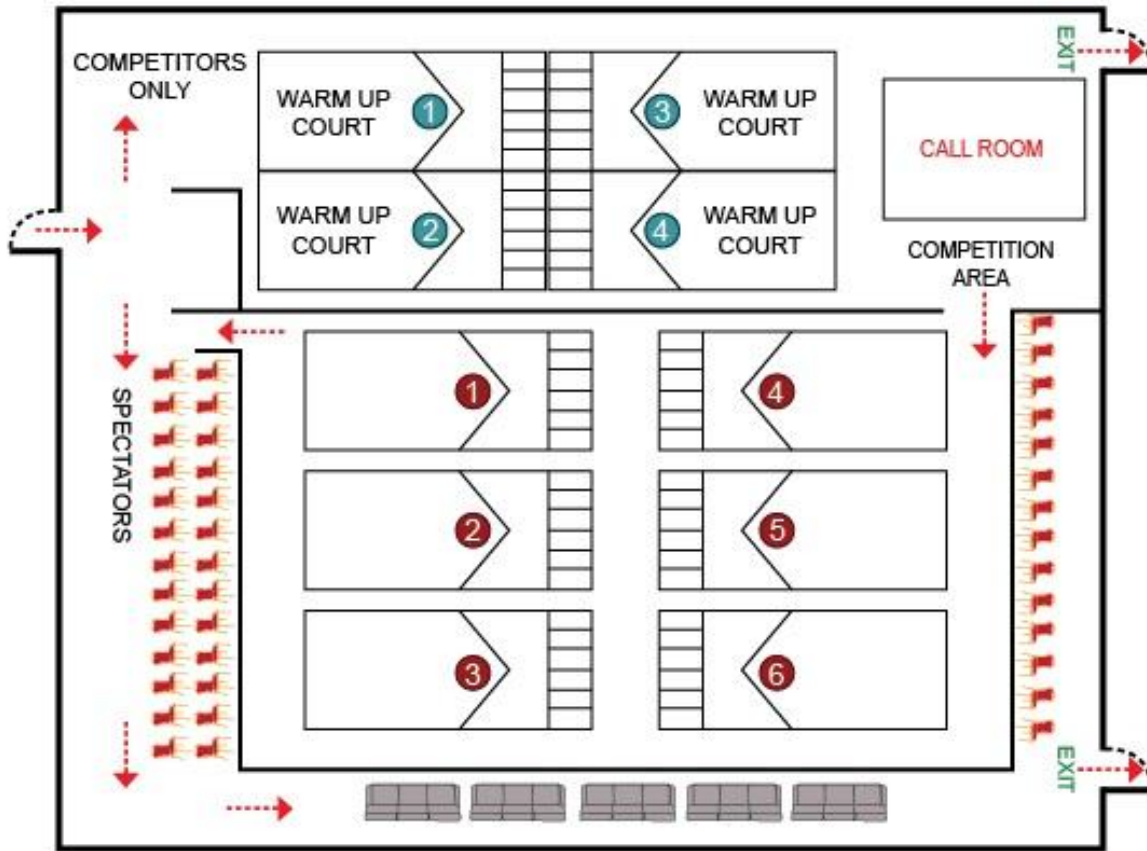 COMPETITORS
ONLY
EXIT
WARM UP
COURT
1
3
WARM UP
COURT
CALL ROOM
WARM UP
COURT
2
4
WARM UP
COURT
COMPETITION
AREA
SPECTATORS
1
4
2
5
3
6
EXIT